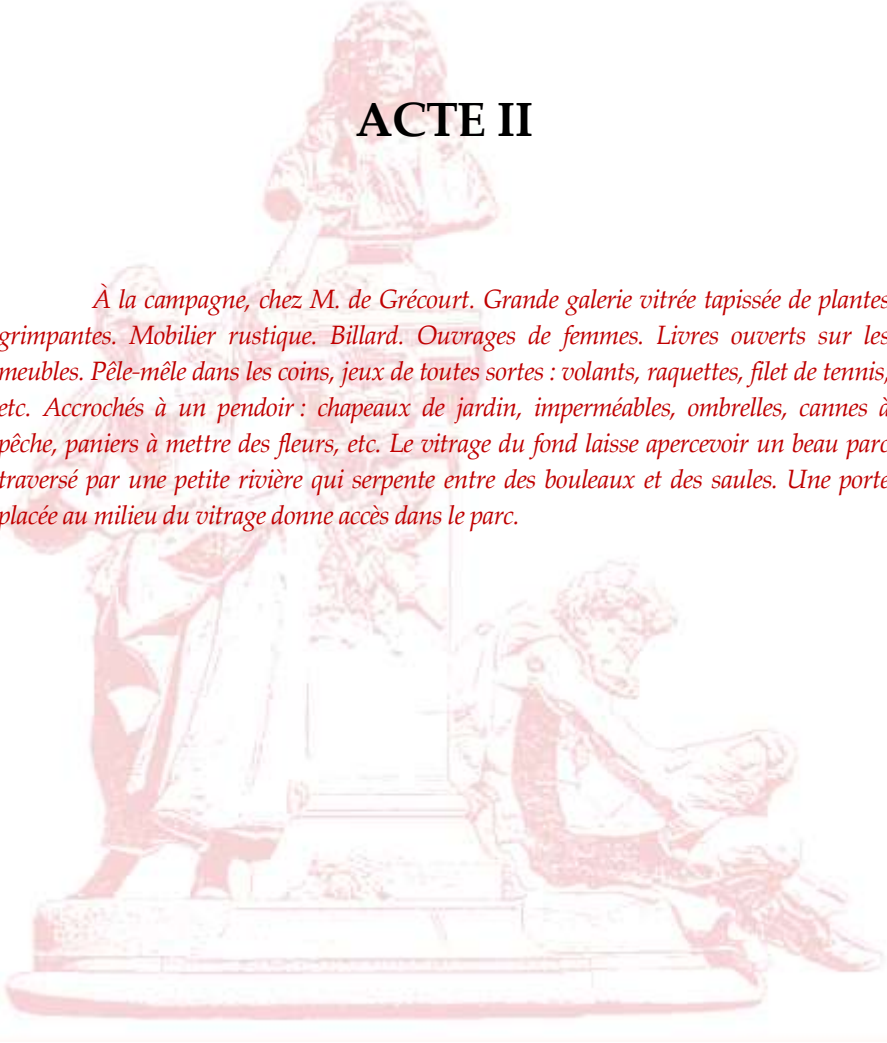 ACTE II
À la campagne, chez M. de Grécourt. Grande galerie vitrée tapissée de plantes
grimpantes. Mobilier rustique. Billard. Ouvrages de femmes. Livres ouverts sur les
meubles. Pêle-mêle dans les coins, jeux de toutes sortes : volants, raquettes, filet de tennis,
etc. Accrochés à un pendoir : chapeaux de jardin, imperméables, ombrelles, cannes à
pêche, paniers à mettre des fleurs, etc. Le vitrage du fond laisse apercevoir un beau parc
traversé par une petite rivière qui serpente entre des bouleaux et des saules. Une porte
placée au milieu du vitrage donne accès dans le parc.